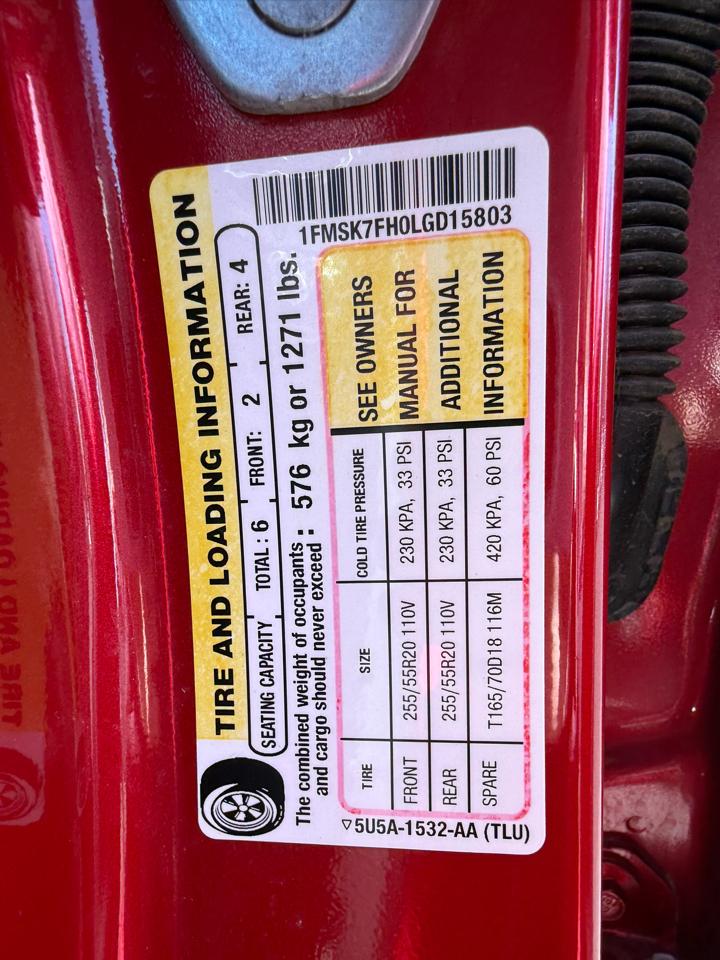 TIRE AND LOADING INFORMATION
SEATING CAPACITY TOTAL : 6 FRONT: 2 REAR: 4
The combined weight of occupants
and cargo should never exceed : 576 kg or 1271 lbs.
1FMSK7FH0LGD15803
TIRE SIZE COLD TIRE PRESSURE
FRONT 255/55R20 110V 230 KPA, 33 PSI
REAR 255/55R20 110V 230 KPA, 33 PSI
SPARE T165/70D18 116M 420 KPA, 60 PSI
SEE OWNERS
MANUAL FOR
ADDITIONAL
INFORMATION
▽5U5A-1532-AA (TLU)